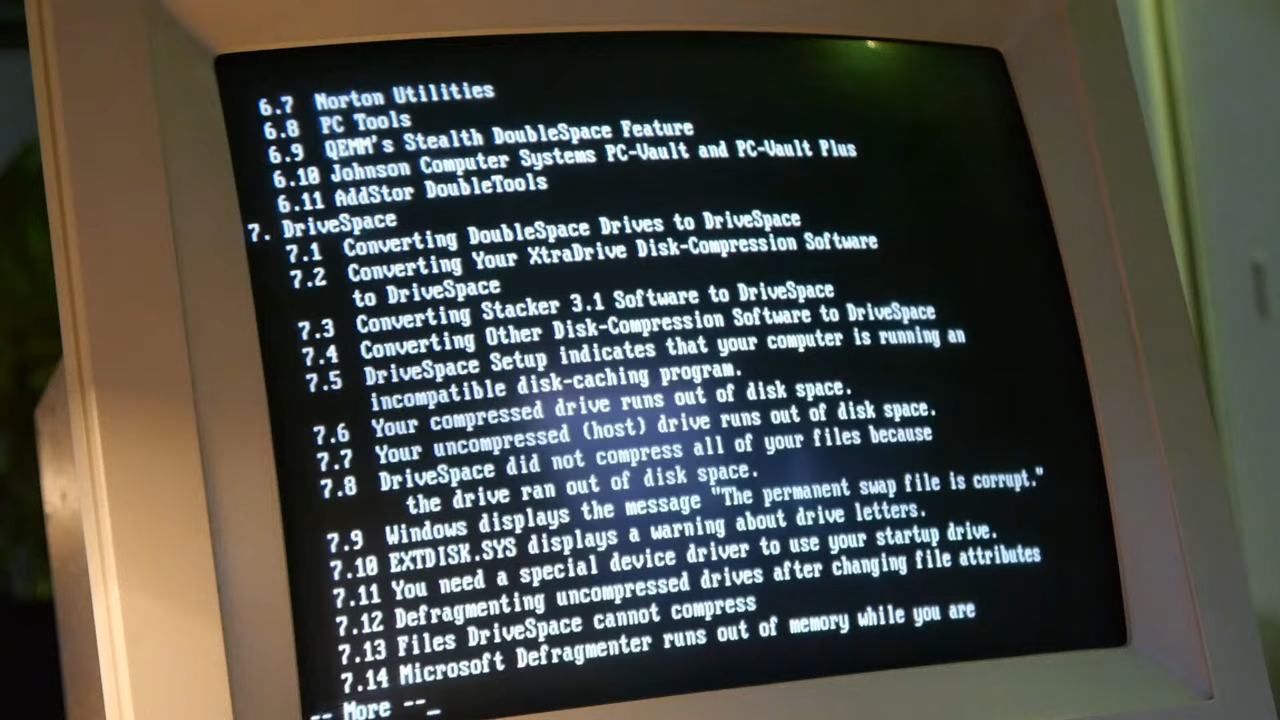 6.7 Norton Utilities
6.8 PC Tools
6.9 QEMM's Stealth DoubleSpace Feature
6.10 Johnson Computer Systems PC-Vault and PC-Vault Plus
6.11 AddStor DoubleTools
7. DriveSpace
7.1 Converting DoubleSpace Drives to DriveSpace
7.2 Converting Your XtraDrive Disk-Compression Software
to DriveSpace
7.3 Converting Stacker 3.1 Software to DriveSpace
7.4 Converting Other Disk-Compression Software to DriveSpace
7.5 DriveSpace Setup indicates that your computer is running an
incompatible disk-caching program.
7.6 Your compressed drive runs out of disk space.
7.7 Your uncompressed (host) drive runs out of disk space.
7.8 DriveSpace did not compress all of your files because
the drive ran out of disk space.
7.9 Windows displays the message "The permanent swap file is corrupt."
7.10 EXTDISK.SYS displays a warning about drive letters.
7.11 You need a special device driver to use your startup drive.
7.12 Defragmenting uncompressed drives after changing file attributes
7.13 Files DriveSpace cannot compress
7.14 Microsoft Defragmenter runs out of memory while you are
-- More --_